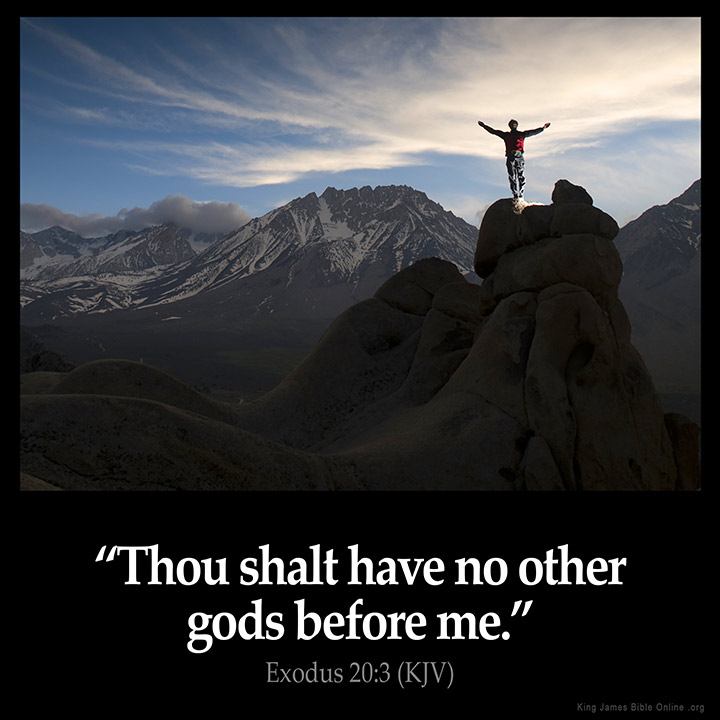 “Thou shalt have no other
gods before me.”
Exodus 20:3 (KJV)
King James Bible Online .org